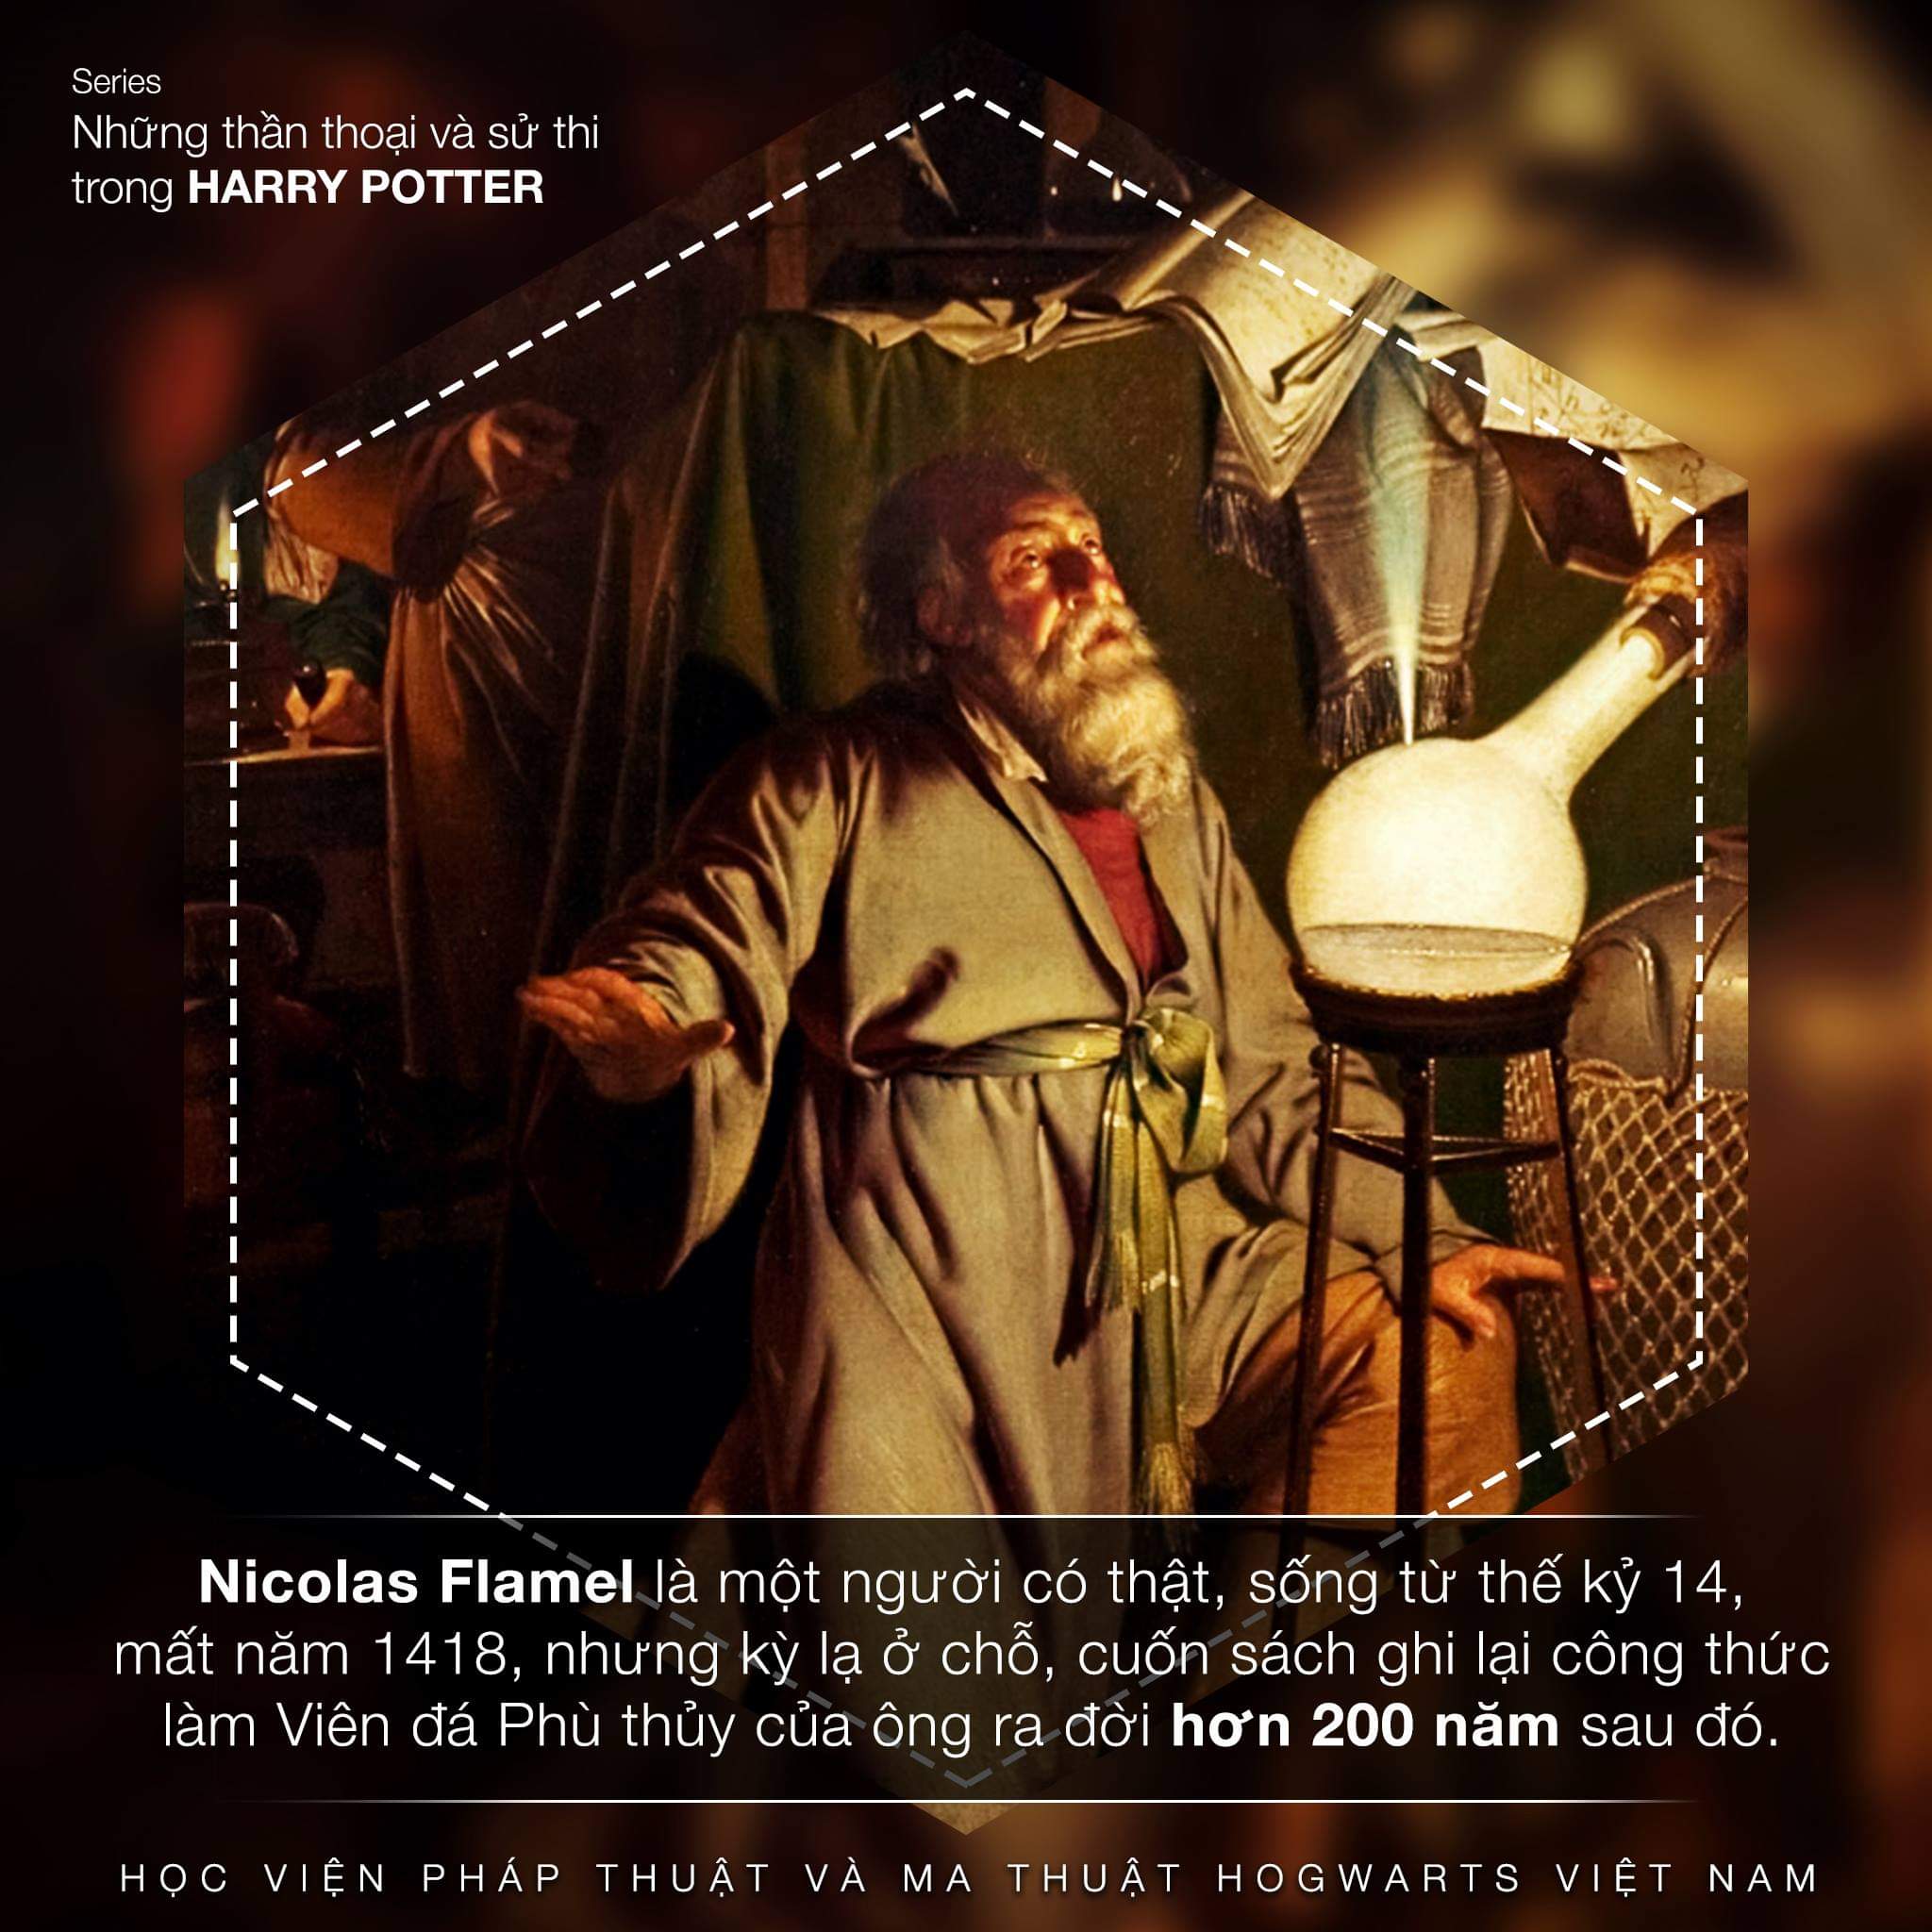 Series
Những thần thoại và sử thi
trong HARRY POTTER
Nicolas Flamel là một người có thật, sống từ thế kỷ 14,
mất năm 1418, nhưng kỳ lạ ở chỗ, cuốn sách ghi lại công thức
làm Viên đá Phù thủy của ông ra đời hơn 200 năm sau đó.
HỌC VIỆN PHÁP THUẬT VÀ MA THUẬT HOGWARTS VIỆT NAM